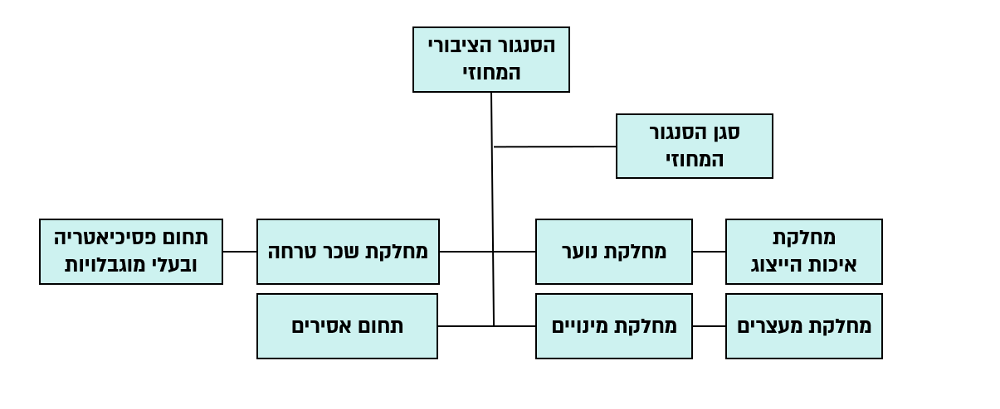 הסנגור הציבורי
המחוזי
סגן הסנגור
המחוזי
מחלקת
איכות הייצוג
מחלקת נוער
מחלקת שכר טרחה
תחום פסיכיאטריה
ובעלי מוגבלויות
מחלקת מעצרים
מחלקת מינויים
תחום אסירים